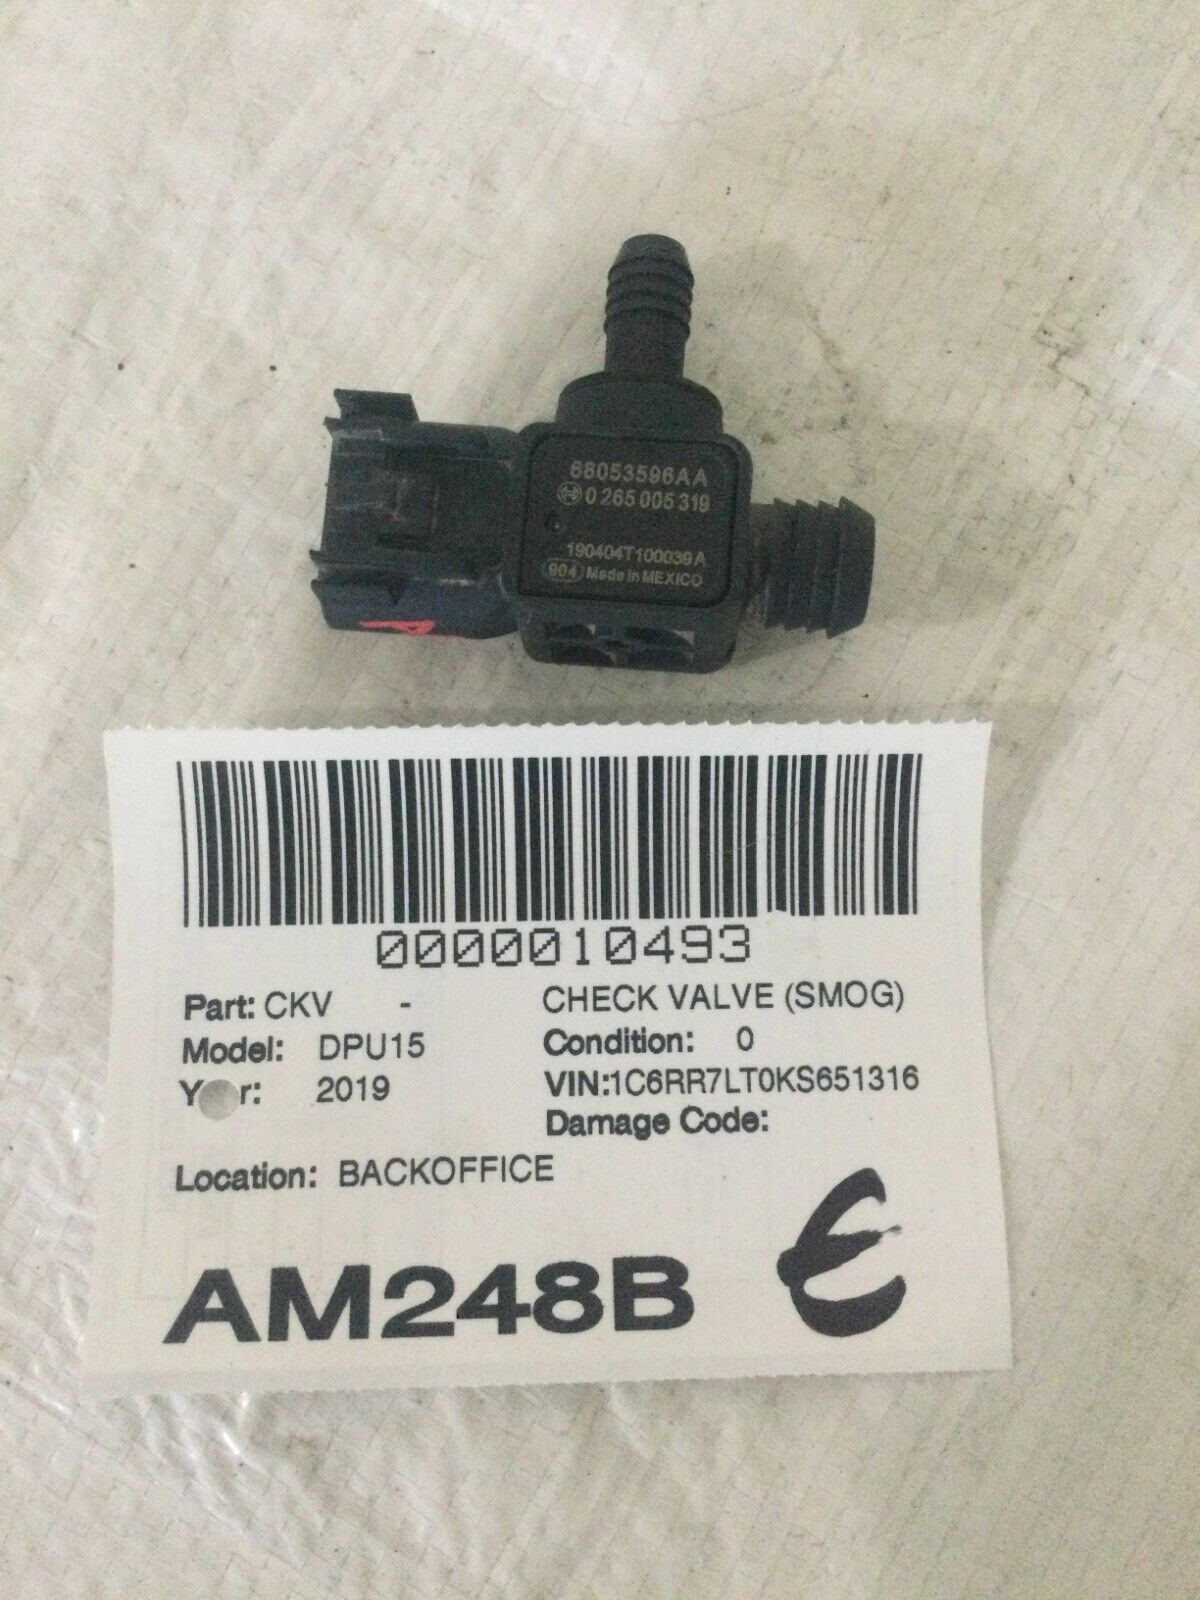 68053596AA
0 265 005 319
190404T100039A
904 Made in MEXICO
A
0000010493
Part: CKV - CHECK VALVE (SMOG)
Model: DPU15 Condition: 0
Y r: 2019 VIN:1C6RR7LT0KS651316
Damage Code:
Location: BACKOFFICE
AM248B E